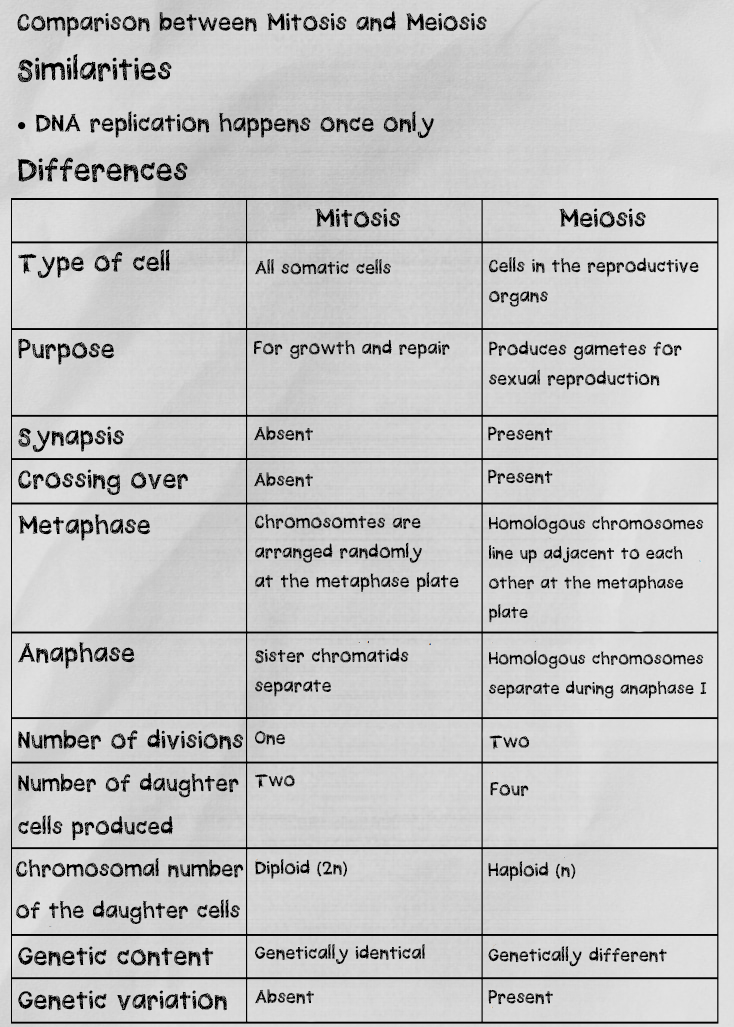 Comparison between Mitosis and Meiosis
Similarities
• DNA replication happens once only
Differences
Mitosis Meiosis
Type of cell All somatic cells Cells in the reproductive
organs
Purpose For growth and repair Produces gametes for
sexual reproduction
Synapsis Absent Present
Crossing over Absent Present
Metaphase Chromosomtes are Homologous chromosomes
arranged randomly line up adjacent to each
at the metaphase plate other at the metaphase
plate
Anaphase Sister chromatids Homologous chromosomes
separate separate during anaphase I
Number of divisions One Two
Number of daughter Two Four
cells produced
Chromosomal number Diploid (2n) Haploid (n)
of the daughter cells
Genetic content Genetically identical Genetically different
Genetic variation Absent Present